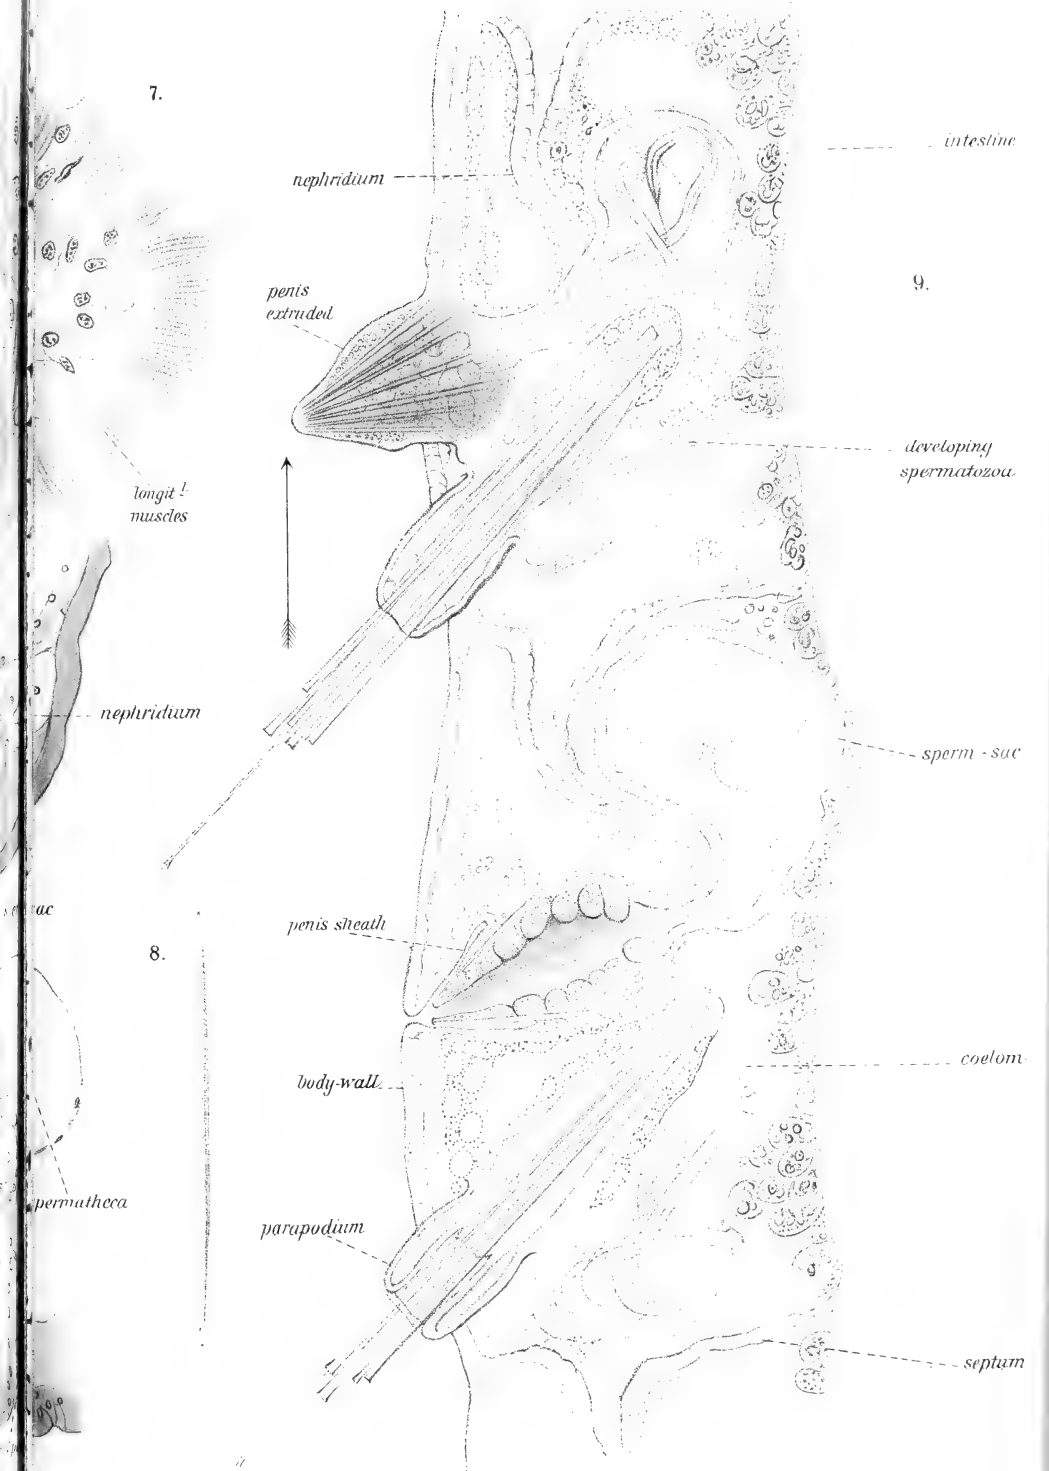 7.
intestine
nephridium
9.
penis
extruded
developing
spermatozoa
longit!
muscles
nephridium
sperm-sac
ac
penis sheath
8.
coelom
body-wall
permatheca
parapodium
septum